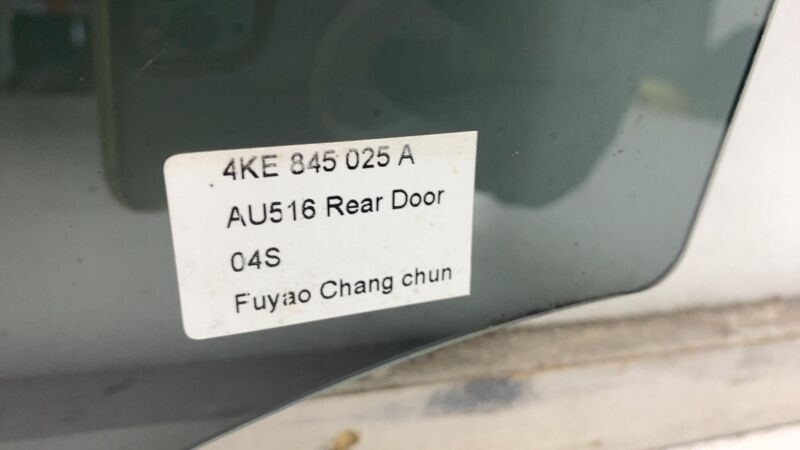 4KE 845 025 A
AU516 Rear Door
04S
Fuyao Chang chun